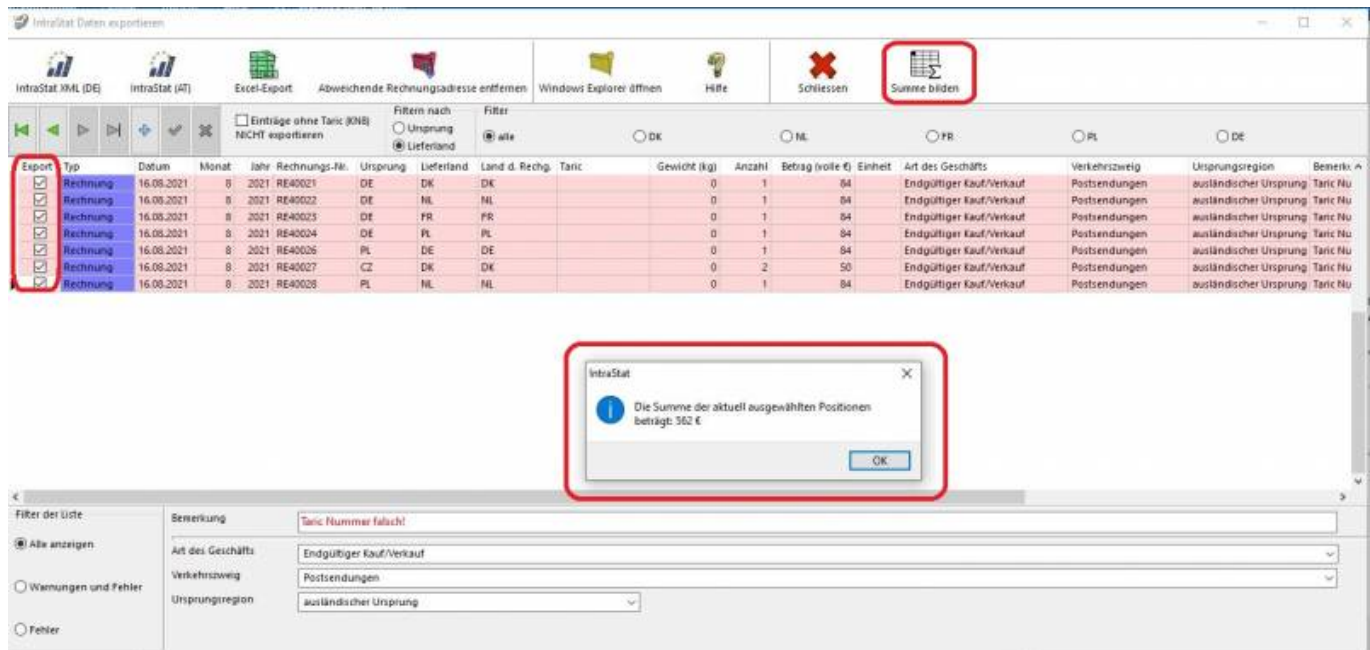 IntraStat Daten exportieren
IntraStat XML (DE) IntraStat (AT) Excel-Export Abweichende Rechnungsadresse entfernen Windows Explorer öffnen Hilfe Schliessen Summe bilden
Einträge ohne Taric (KN8)
NICHT exportieren
Filtern nach
Ursprung
Lieferland
Filter
alle DK NL FR PL DE
Export Typ Datum Monat Jahr Rechnungs-Nr. Ursprung Lieferland Land d. Rechg. Taric Gewicht (kg) Anzahl Betrag (volle €) Einheit Art des Geschäfts Verkehrszweig Ursprungsregion Bemerk
Rechnung 16.08.2021 8 2021 RE40021 DE DK DK 0 1 84 Endgültiger Kauf/Verkauf Postsendungen ausländischer Ursprung Taric Nu
Rechnung 16.08.2021 8 2021 RE40022 DE NL NL 0 1 84 Endgültiger Kauf/Verkauf Postsendungen ausländischer Ursprung Taric Nu
Rechnung 16.08.2021 8 2021 RE40023 DE FR FR 0 1 84 Endgültiger Kauf/Verkauf Postsendungen ausländischer Ursprung Taric Nu
Rechnung 16.08.2021 8 2021 RE40024 DE PL PL 0 1 84 Endgültiger Kauf/Verkauf Postsendungen ausländischer Ursprung Taric Nu
Rechnung 16.08.2021 8 2021 RE40026 PL DE DE 0 1 84 Endgültiger Kauf/Verkauf Postsendungen ausländischer Ursprung Taric Nu
Rechnung 16.08.2021 8 2021 RE40027 CZ DK DK 0 2 50 Endgültiger Kauf/Verkauf Postsendungen ausländischer Ursprung Taric Nu
Rechnung 16.08.2021 8 2021 RE40028 PL NL NL 0 1 84 Endgültiger Kauf/Verkauf Postsendungen ausländischer Ursprung Taric Nu
IntraStat
Die Summe der aktuell ausgewählten Positionen
beträgt: 562 €
OK
Filter der Liste
Alle anzeigen
Warnungen und Fehler
Fehler
Bemerkung Taric Nummer falsch!
Art des Geschäfts Endgültiger Kauf/Verkauf
Verkehrszweig Postsendungen
Ursprungsregion ausländischer Ursprung